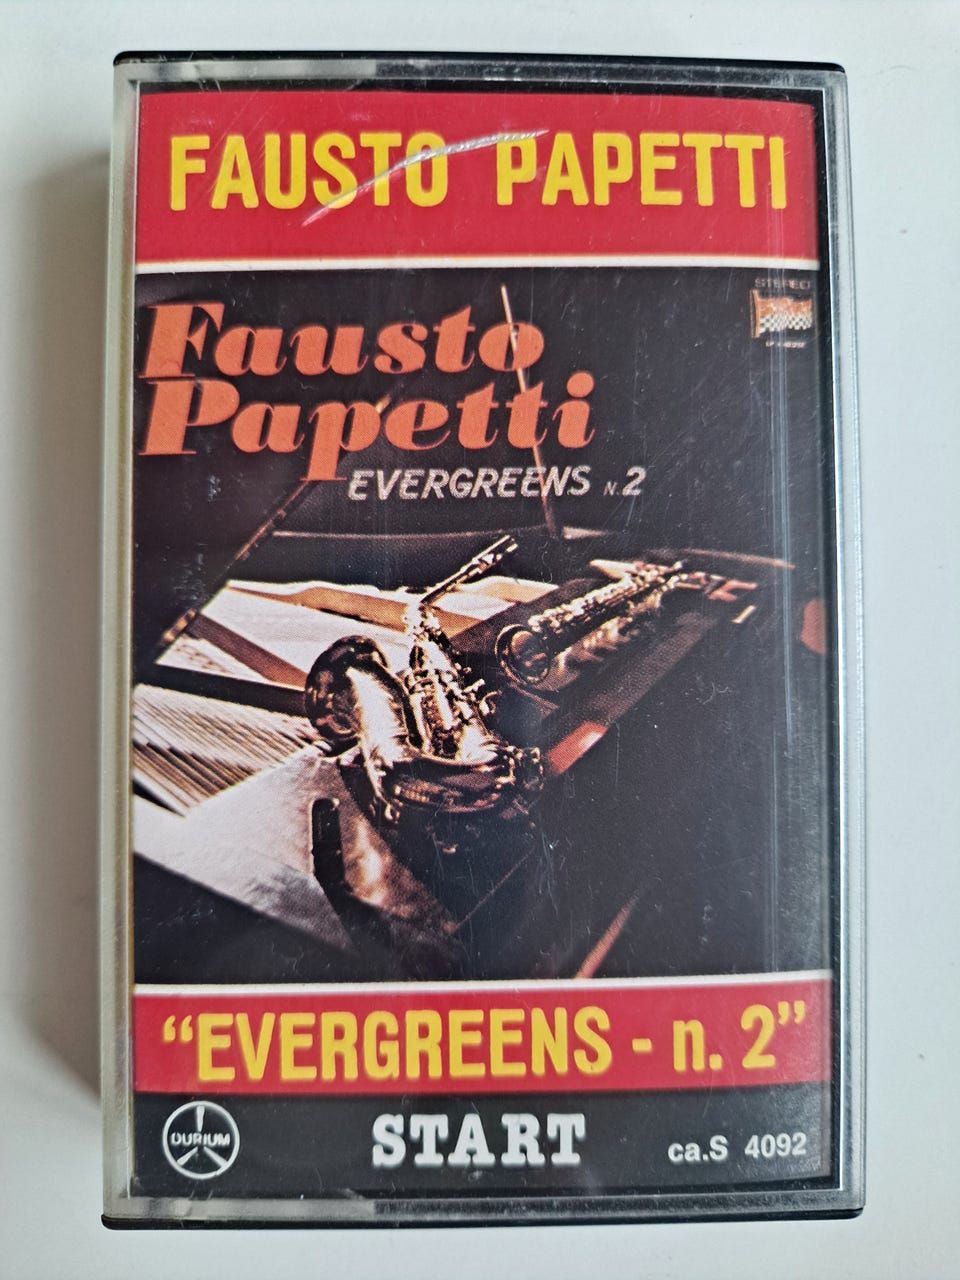 FAUSTO PAPETTI
STEREO
Fausto
Papetti
EVERGREENS N.2
“EVERGREENS - n. 2”
DURIUM
START
ca.S 4092